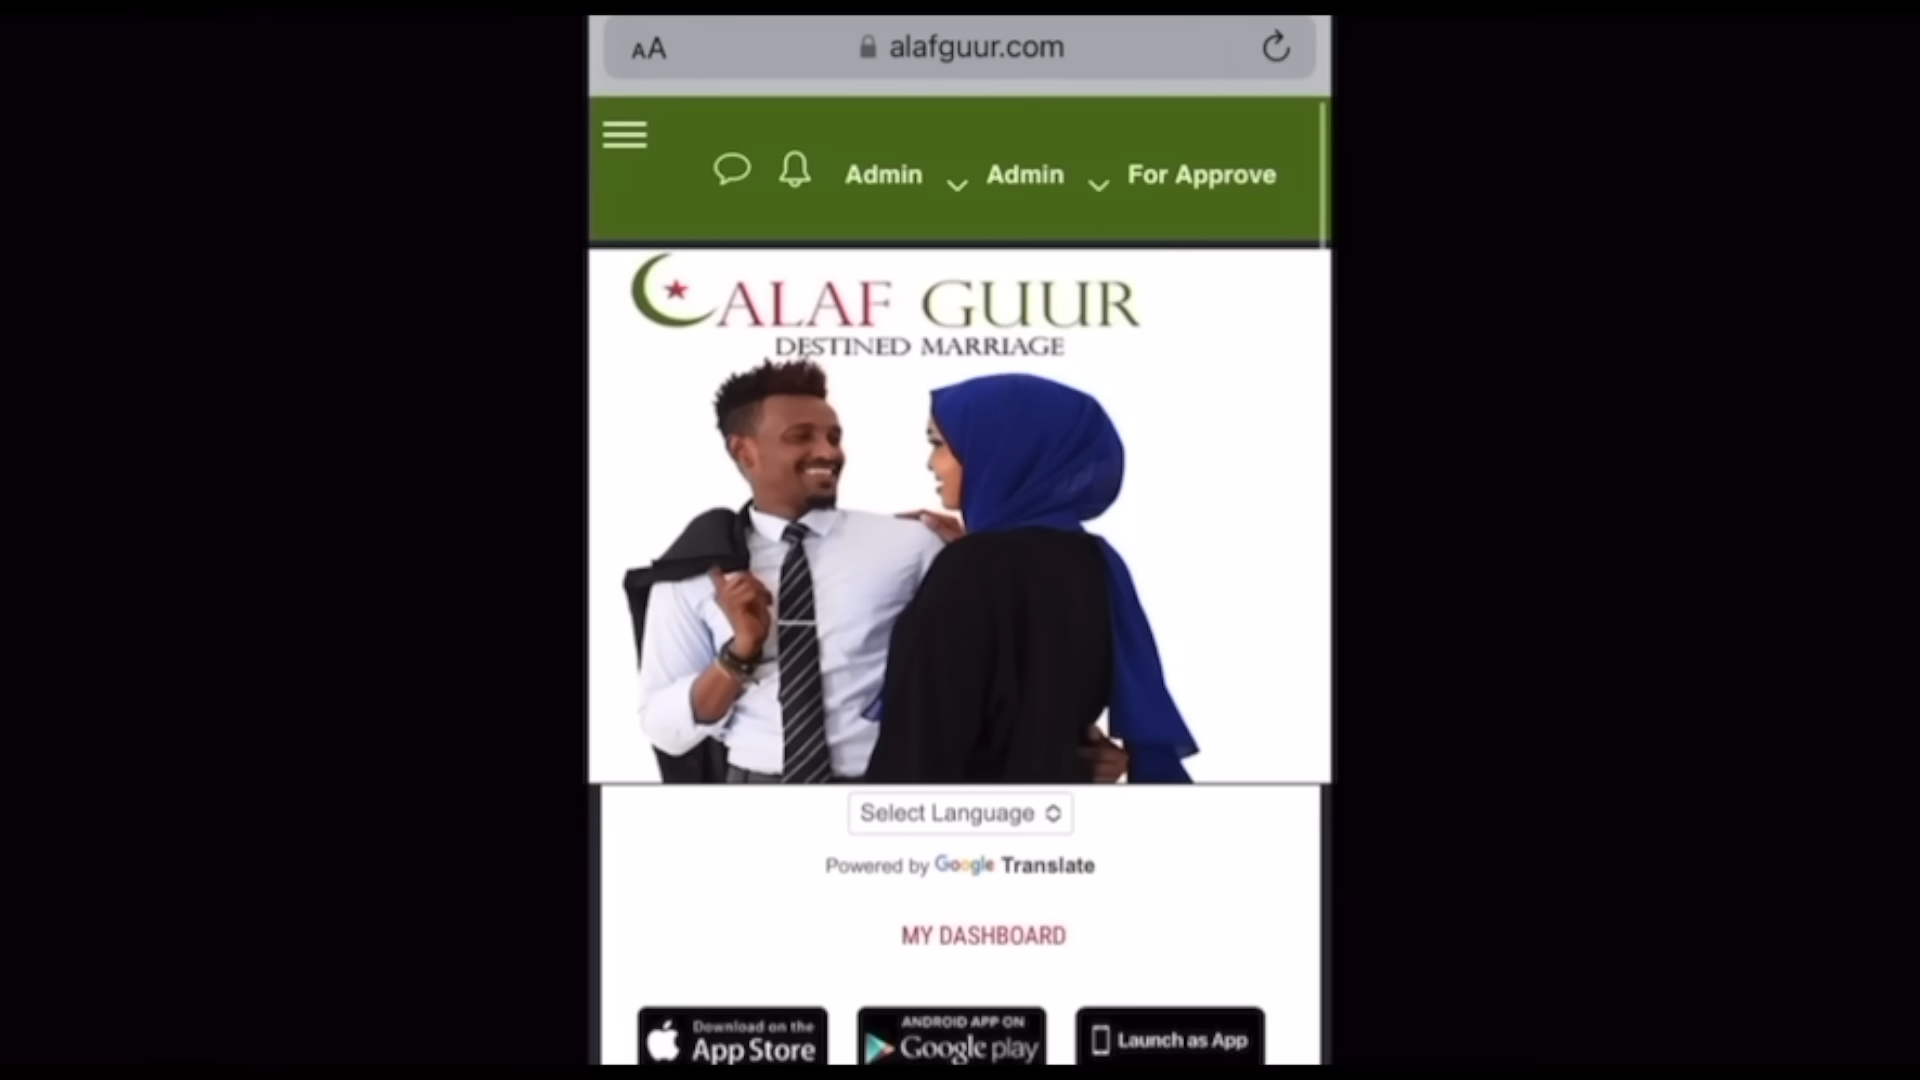 AA alafguur.com
Admin Admin For Approve
ALAF GUUR
DESTINED MARRIAGE
Select Language
Powered by Google Translate
MY DASHBOARD
Download on the
App Store
ANDROID APP ON
Google play
Launch as App